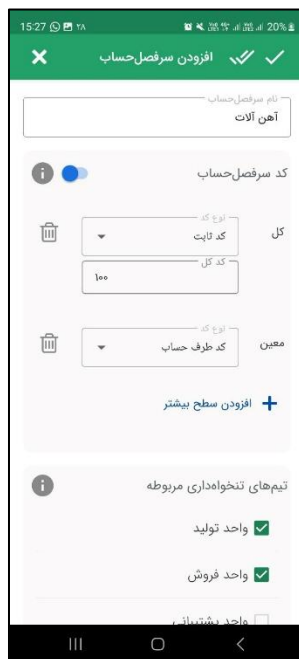 15:27 ۲۸ 20%
افزودن سرفصل‌حساب
نام سرفصل‌حساب
آهن آلات
کد سرفصل‌حساب
کل
نوع کد
کد ثابت
کد کل
۱۰۰
معین
نوع کد
کد طرف حساب
افزودن سطح بیشتر
تیم‌های تنخواه‌داری مربوطه
واحد تولید
واحد فروش
واحد پشتیبانی